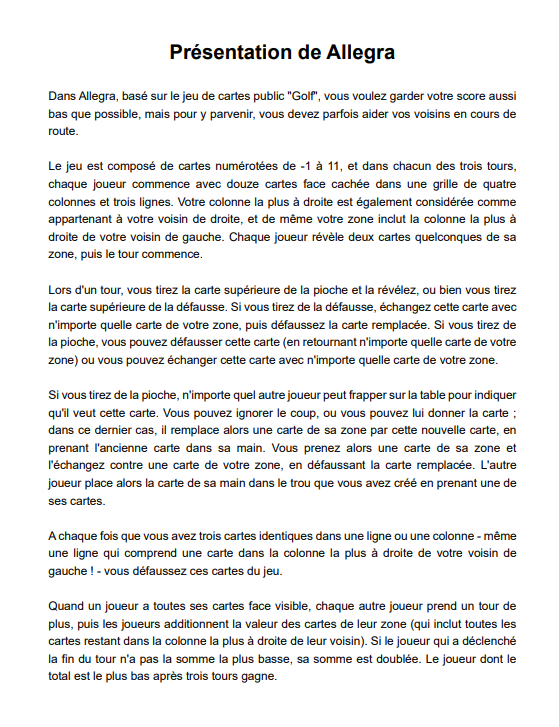 Présentation de Allegra
Dans Allegra, basé sur le jeu de cartes public "Golf", vous voulez garder votre score aussi
bas que possible, mais pour y parvenir, vous devez parfois aider vos voisins en cours de
route.
Le jeu est composé de cartes numérotées de -1 à 11, et dans chacun des trois tours,
chaque joueur commence avec douze cartes face cachée dans une grille de quatre
colonnes et trois lignes. Votre colonne la plus à droite est également considérée comme
appartenant à votre voisin de droite, et de même votre zone inclut la colonne la plus à
droite de votre voisin de gauche. Chaque joueur révèle deux cartes quelconques de sa
zone, puis le tour commence.
Lors d'un tour, vous tirez la carte supérieure de la pioche et la révélez, ou bien vous tirez
la carte supérieure de la défausse. Si vous tirez de la défausse, échangez cette carte avec
n'importe quelle carte de votre zone, puis défaussez la carte remplacée. Si vous tirez de
la pioche, vous pouvez défausser cette carte (en retournant n'importe quelle carte de votre
zone) ou vous pouvez échanger cette carte avec n'importe quelle carte de votre zone.
Si vous tirez de la pioche, n'importe quel autre joueur peut frapper sur la table pour indiquer
qu'il veut cette carte. Vous pouvez ignorer le coup, ou vous pouvez lui donner la carte ;
dans ce dernier cas, il remplace alors une carte de sa zone par cette nouvelle carte, en
prenant l'ancienne carte dans sa main. Vous prenez alors une carte de sa zone et
l'échangez contre une carte de votre zone, en défaussant la carte remplacée. L'autre
joueur place alors la carte de sa main dans le trou que vous avez créé en prenant une de
ses cartes.
A chaque fois que vous avez trois cartes identiques dans une ligne ou une colonne - même
une ligne qui comprend une carte dans la colonne la plus à droite de votre voisin de
gauche ! - vous défaussez ces cartes du jeu.
Quand un joueur a toutes ses cartes face visible, chaque autre joueur prend un tour de
plus, puis les joueurs additionnent la valeur des cartes de leur zone (qui inclut toutes les
cartes restant dans la colonne la plus à droite de leur voisin). Si le joueur qui a déclenché
la fin du tour n'a pas la somme la plus basse, sa somme est doublée. Le joueur dont le
total est le plus bas après trois tours gagne.